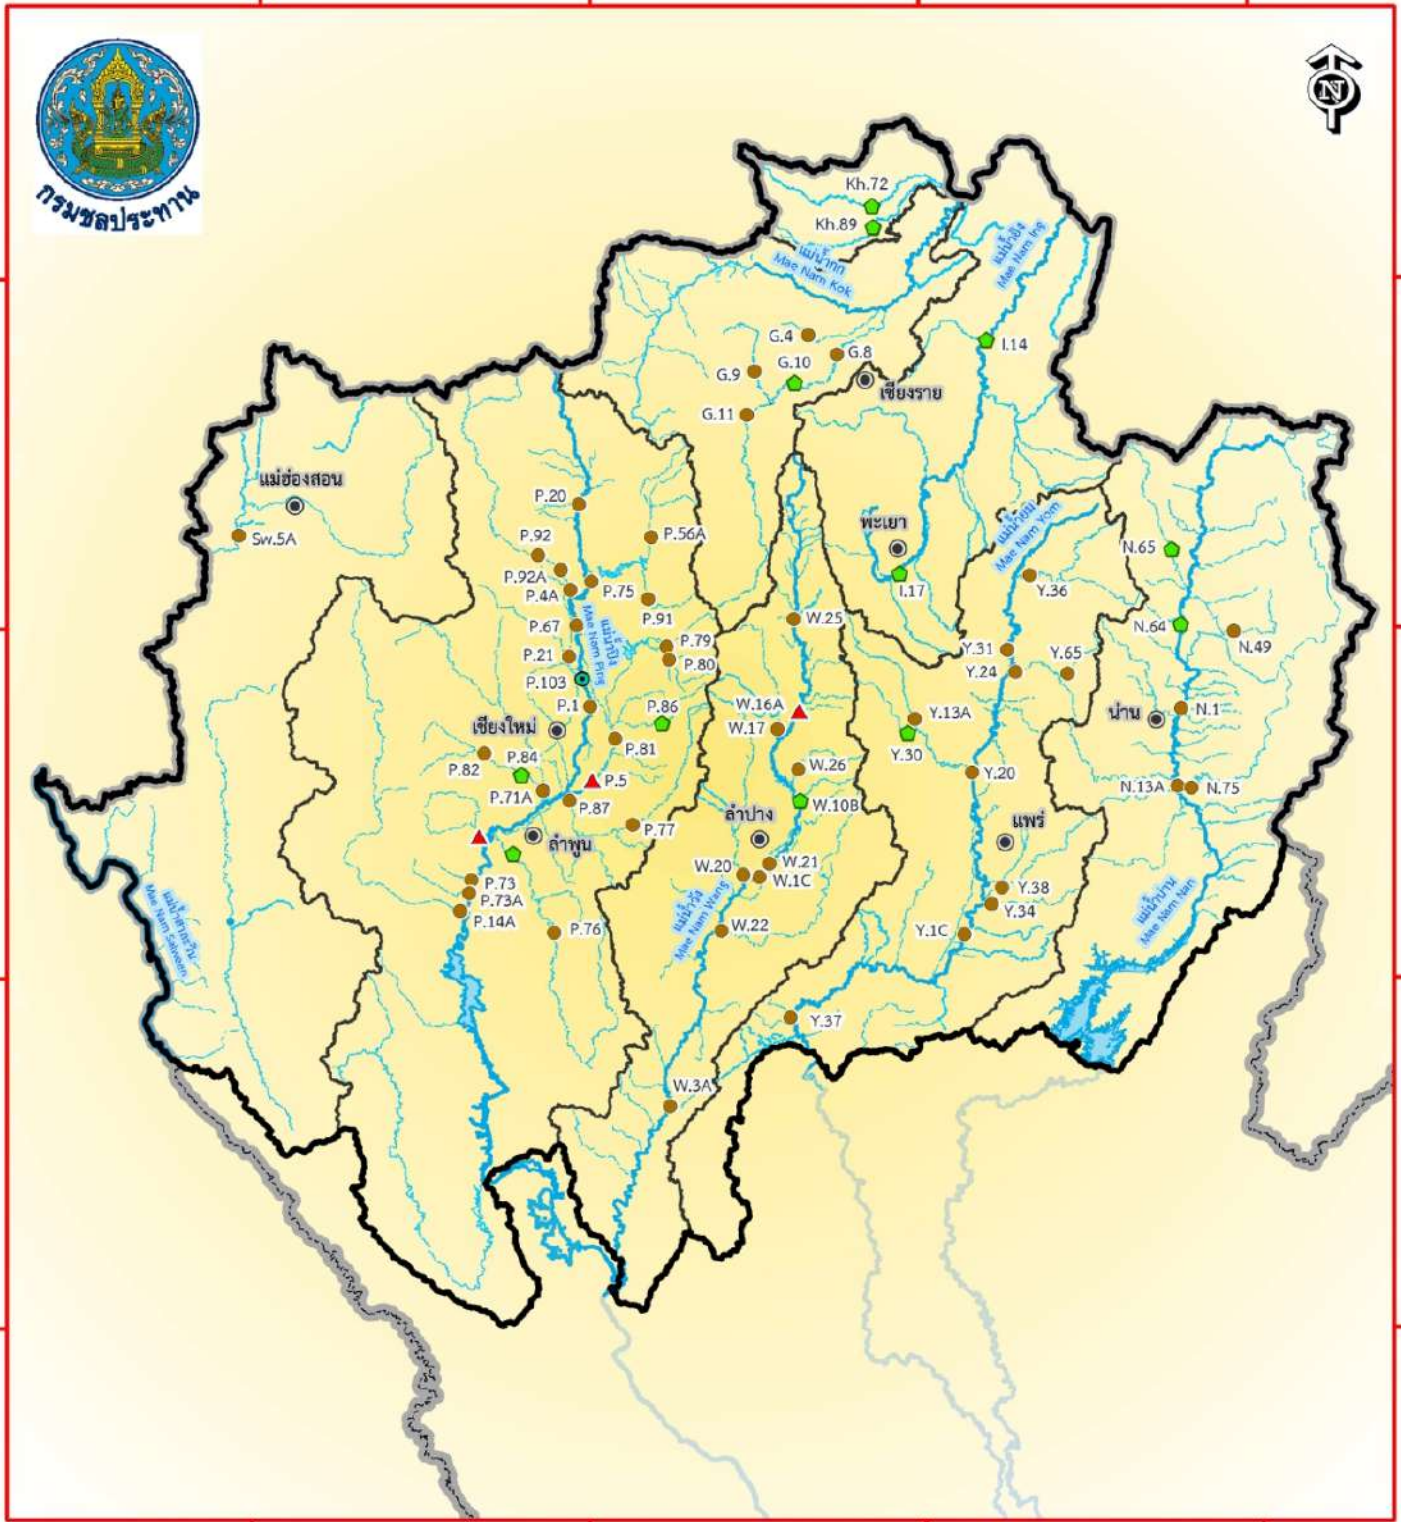 กรมชลประทาน
N
Kh.72
Kh.89
แม่น้ำกก
Mae Nam Kok
แม่น้ำอิง
Mae Nam Ing
G.4
G.8
I.14
G.10
G.9
เชียงราย
G.11
แม่ฮ่องสอน
P.20
พะเยา
แม่น้ำยม
Mae Nam Yom
Sw.5A
P.92
P.56A
N.65
P.92A
P.4A
P.75
I.17
Y.36
P.91
แม่น้ำปิง
Mae Nam Ping
P.67
W.25
N.64
N.49
P.21
P.79
P.80
Y.31
Y.24
Y.65
P.103
P.1
P.86
W.16A
W.17
Y.13A
น่าน
N.1
เชียงใหม่
P.81
Y.30
P.82
P.84
P.5
W.26
Y.20
N.13A
N.75
P.71A
P.87
W.10B
ลำปาง
แพร่
P.77
ลำพูน
W.21
W.20
W.1C
P.73
P.73A
Y.38
Y.34
P.14A
P.76
W.22
Y.1C
แม่น้ำสาละวิน
Mae Nam Salween
แม่น้ำวัง
Mae Nam Wang
แม่น้ำน่าน
Mae Nam Nan
Y.37
W.3A